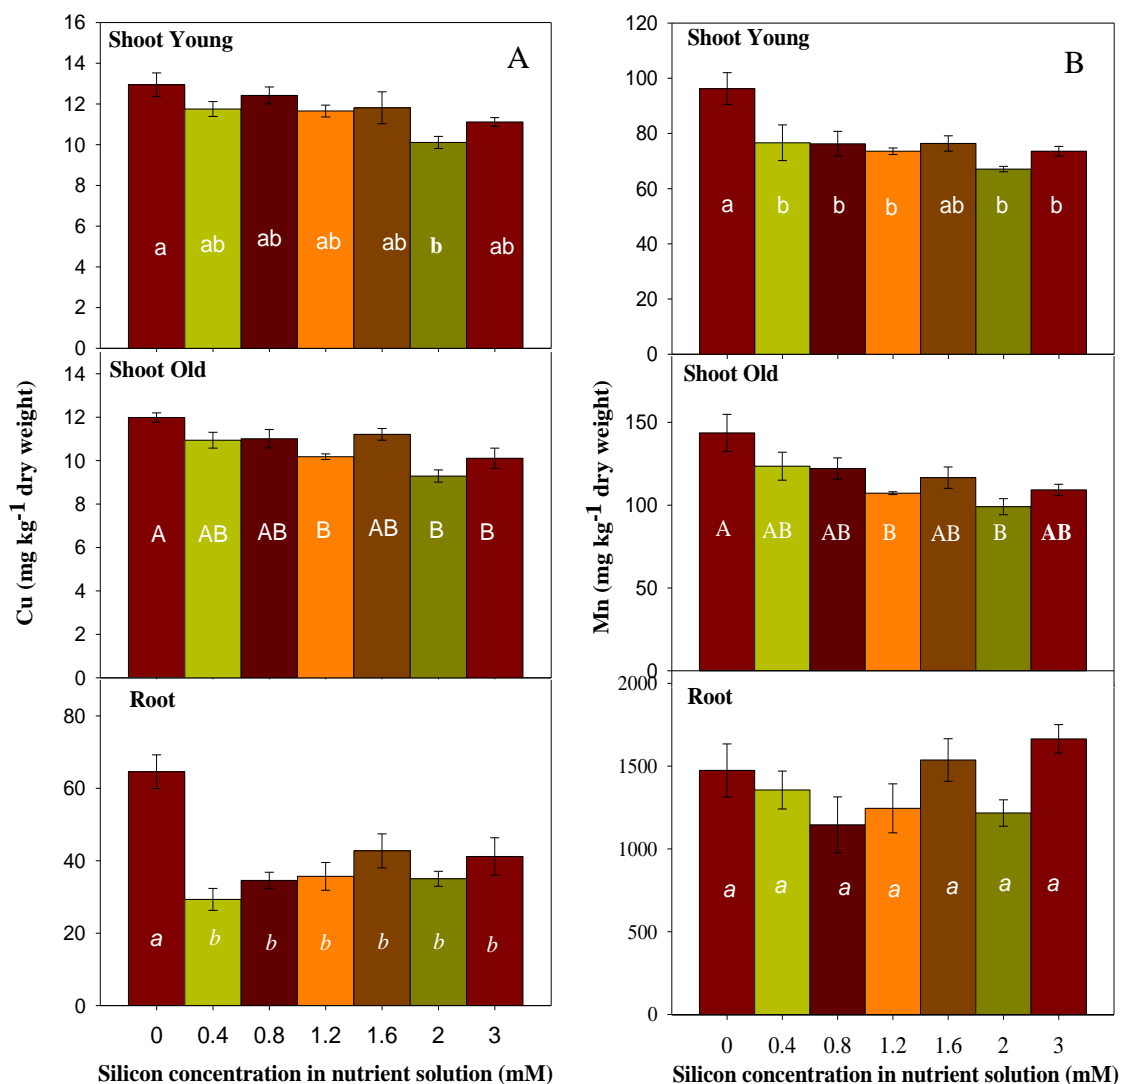 Shoot Young
A
16
14
12
10
8
6
4
2
0
a ab ab ab ab b ab
Shoot Old
14
12
10
8
6
4
2
0
A AB AB B AB B B
Root
80
60
40
20
0
a b b b b b b
0 0.4 0.8 1.2 1.6 2 3
Silicon concentration in nutrient solution (mM)
Cu (mg kg-1 dry weight)
Shoot Young
B
120
100
80
60
40
20
0
a b b b ab b b
Shoot Old
150
100
50
0
A AB AB B AB B AB
Root
2000
1500
1000
500
0
a a a a a a a
0 0.4 0.8 1.2 1.6 2 3
Silicon concentration in nutrient solution (mM)
Mn (mg kg-1 dry weight)